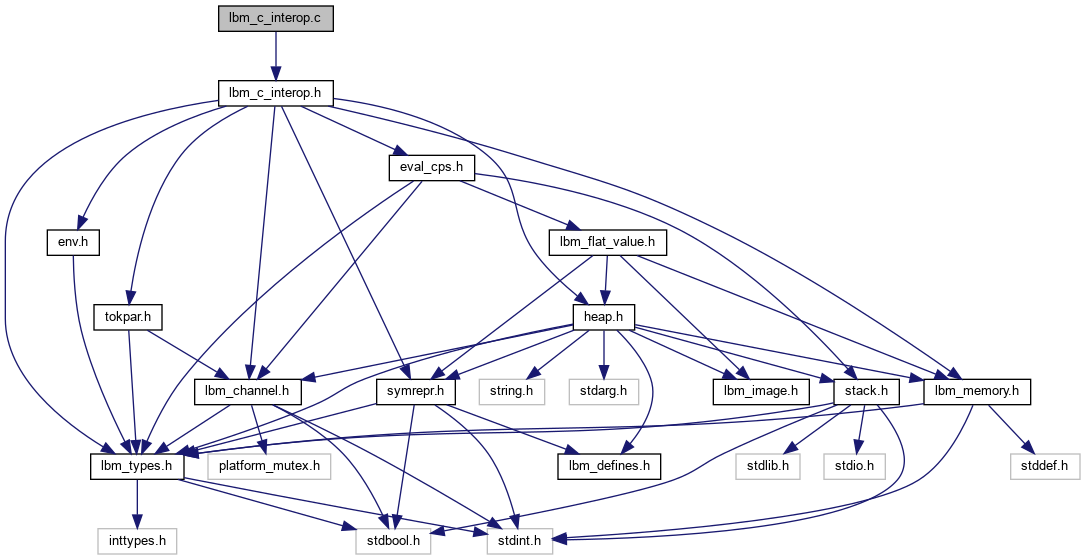 lbm_c_interop.c
lbm_c_interop.h
eval_cps.h
env.h
lbm_flat_value.h
tokpar.h
heap.h
lbm_channel.h
symrepr.h
string.h
stdarg.h
lbm_image.h
stack.h
lbm_memory.h
lbm_types.h
platform_mutex.h
lbm_defines.h
stdlib.h
stdio.h
stddef.h
inttypes.h
stdbool.h
stdint.h